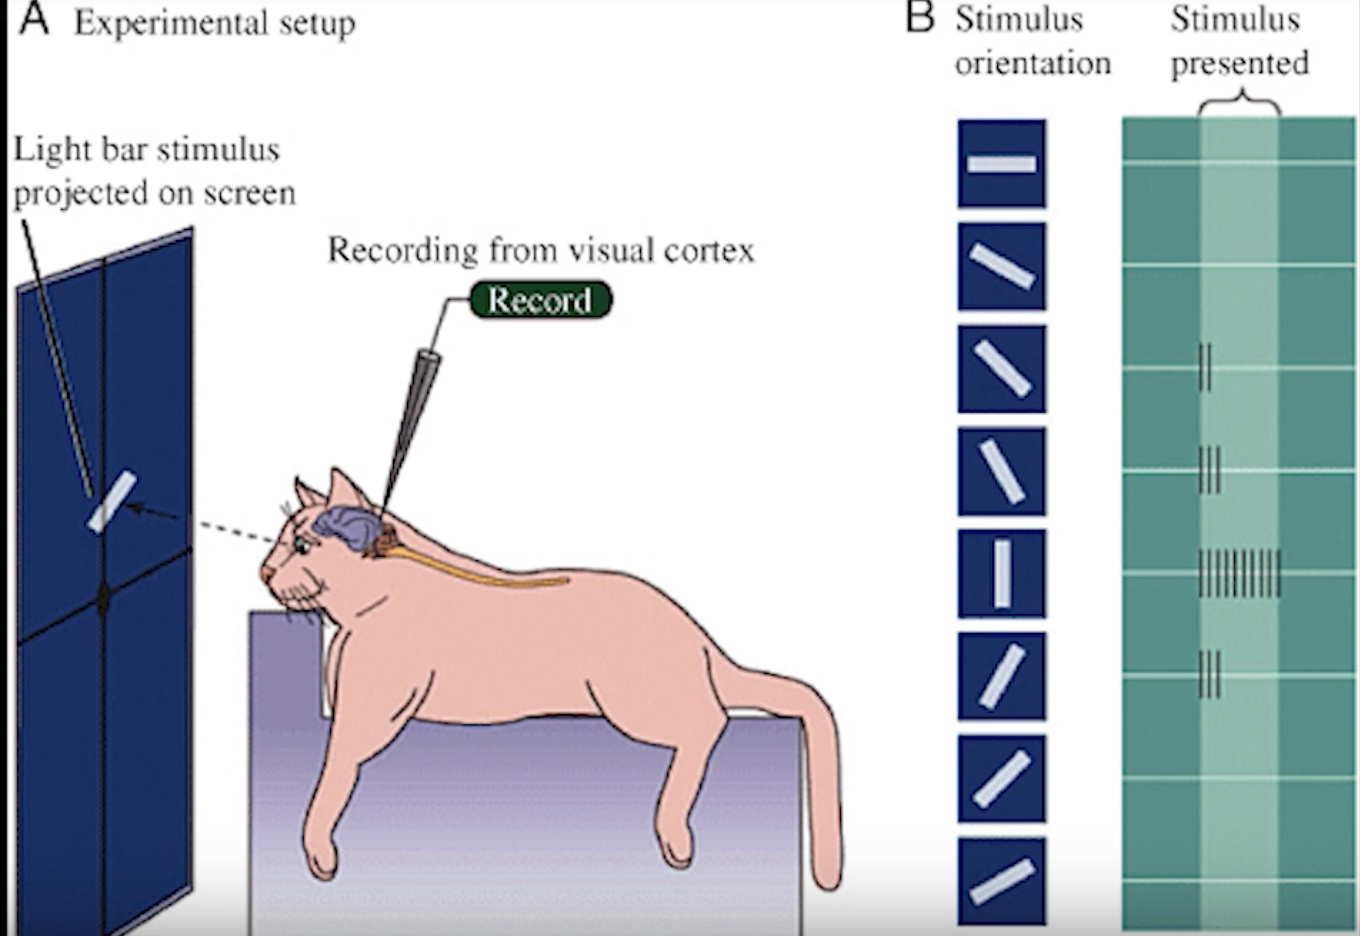 A Experimental setup
Light bar stimulus
projected on screen
Recording from visual cortex
Record
B Stimulus
orientation
Stimulus
presented